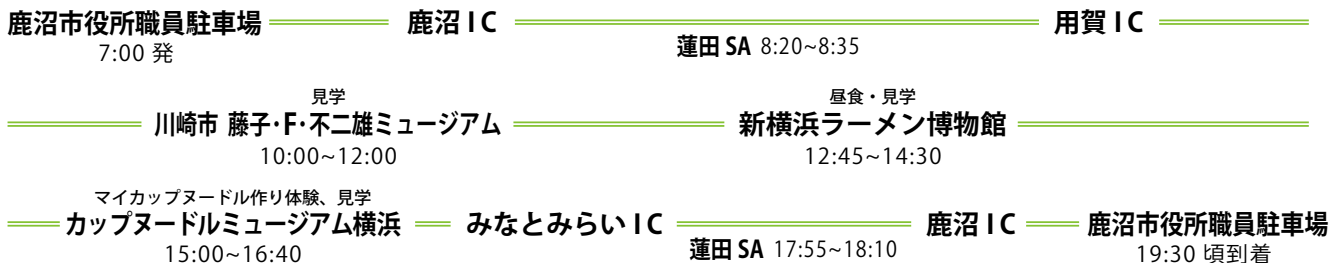 鹿沼市役所職員駐車場 鹿沼 IC 用賀 IC
7:00 発 蓮田 SA 8:20~8:35
見学 昼食・見学
川崎市 藤子・F・不二雄ミュージアム 新横浜ラーメン博物館
10:00~12:00 12:45~14:30
マイカップヌードル作り体験、見学
カップヌードルミュージアム横浜 みなとみらい IC 鹿沼 IC 鹿沼市役所職員駐車場
15:00~16:40 蓮田 SA 17:55~18:10 19:30 頃到着